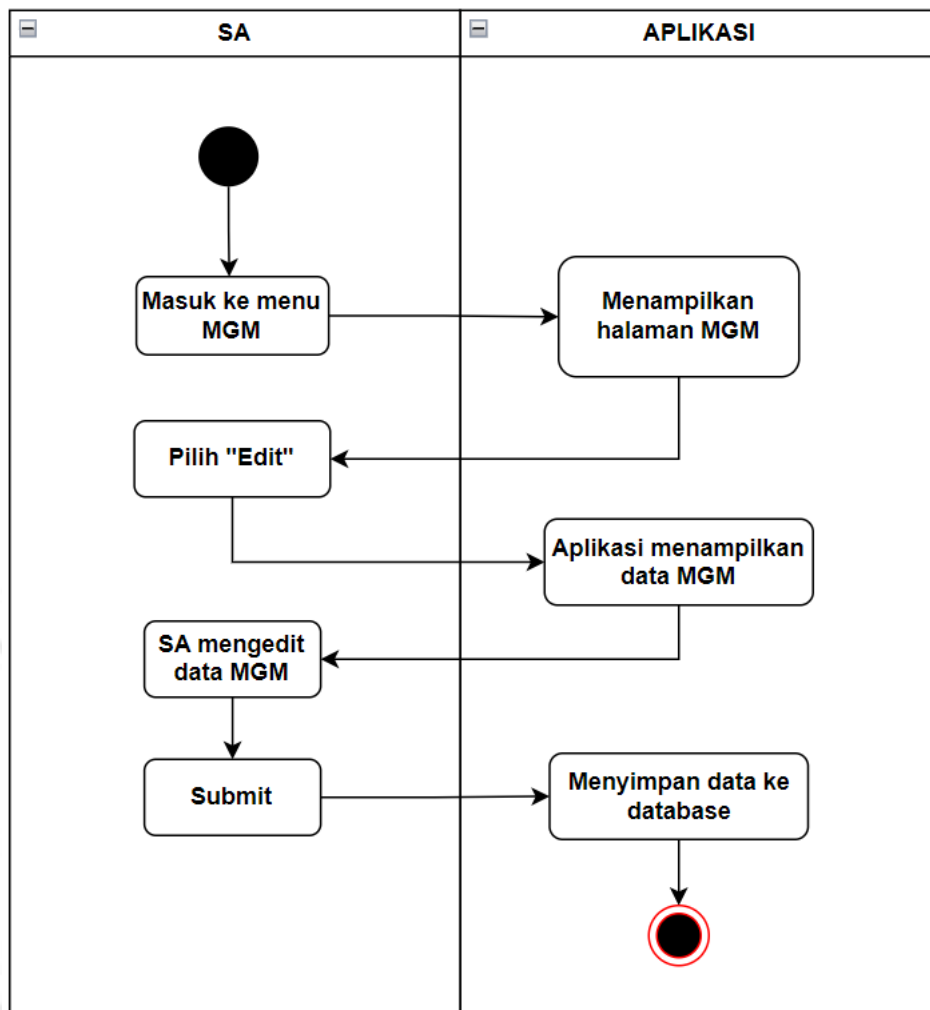 SA
APLIKASI
Masuk ke menu
MGM
Menampilkan
halaman MGM
Pilih "Edit"
Aplikasi menampilkan
data MGM
SA mengedit
data MGM
Submit
Menyimpan data ke
database